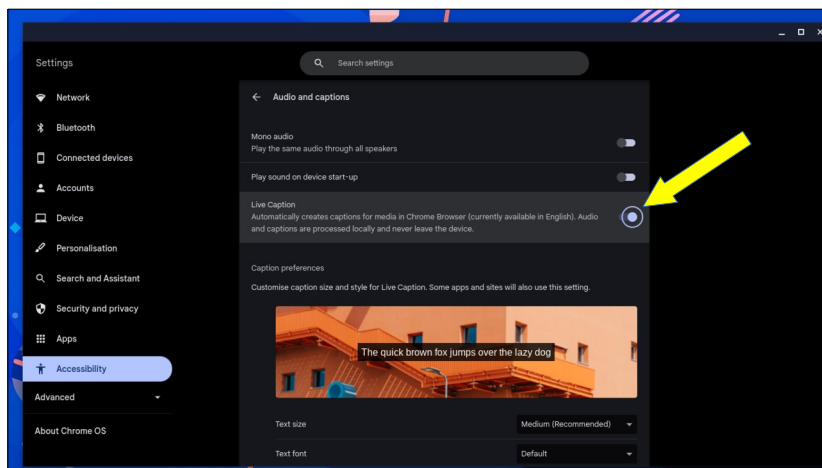 Settings
Search settings
Network
Bluetooth
Connected devices
Accounts
Device
Personalisation
Search and Assistant
Security and privacy
Apps
Accessibility
Advanced
About Chrome OS
Audio and captions
Mono audio
Play the same audio through all speakers
Play sound on device start-up
Live Caption
Automatically creates captions for media in Chrome Browser (currently available in English). Audio
and captions are processed locally and never leave the device.
Caption preferences
Customise caption size and style for Live Caption. Some apps and sites will also use this setting.
The quick brown fox jumps over the lazy dog
Text size
Medium (Recommended)
Text font
Default